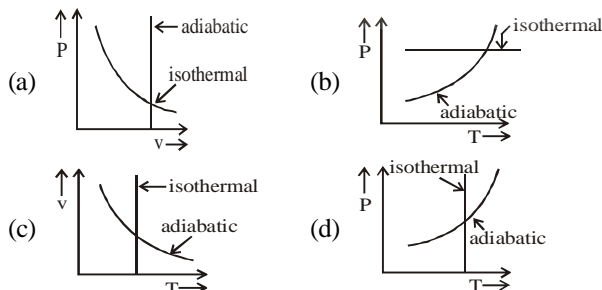 (a)
P
adiabatic
isothermal
v
(b)
P
isothermal
adiabatic
T
(c)
v
isothermal
adiabatic
T
(d)
P
isothermal
adiabatic
T